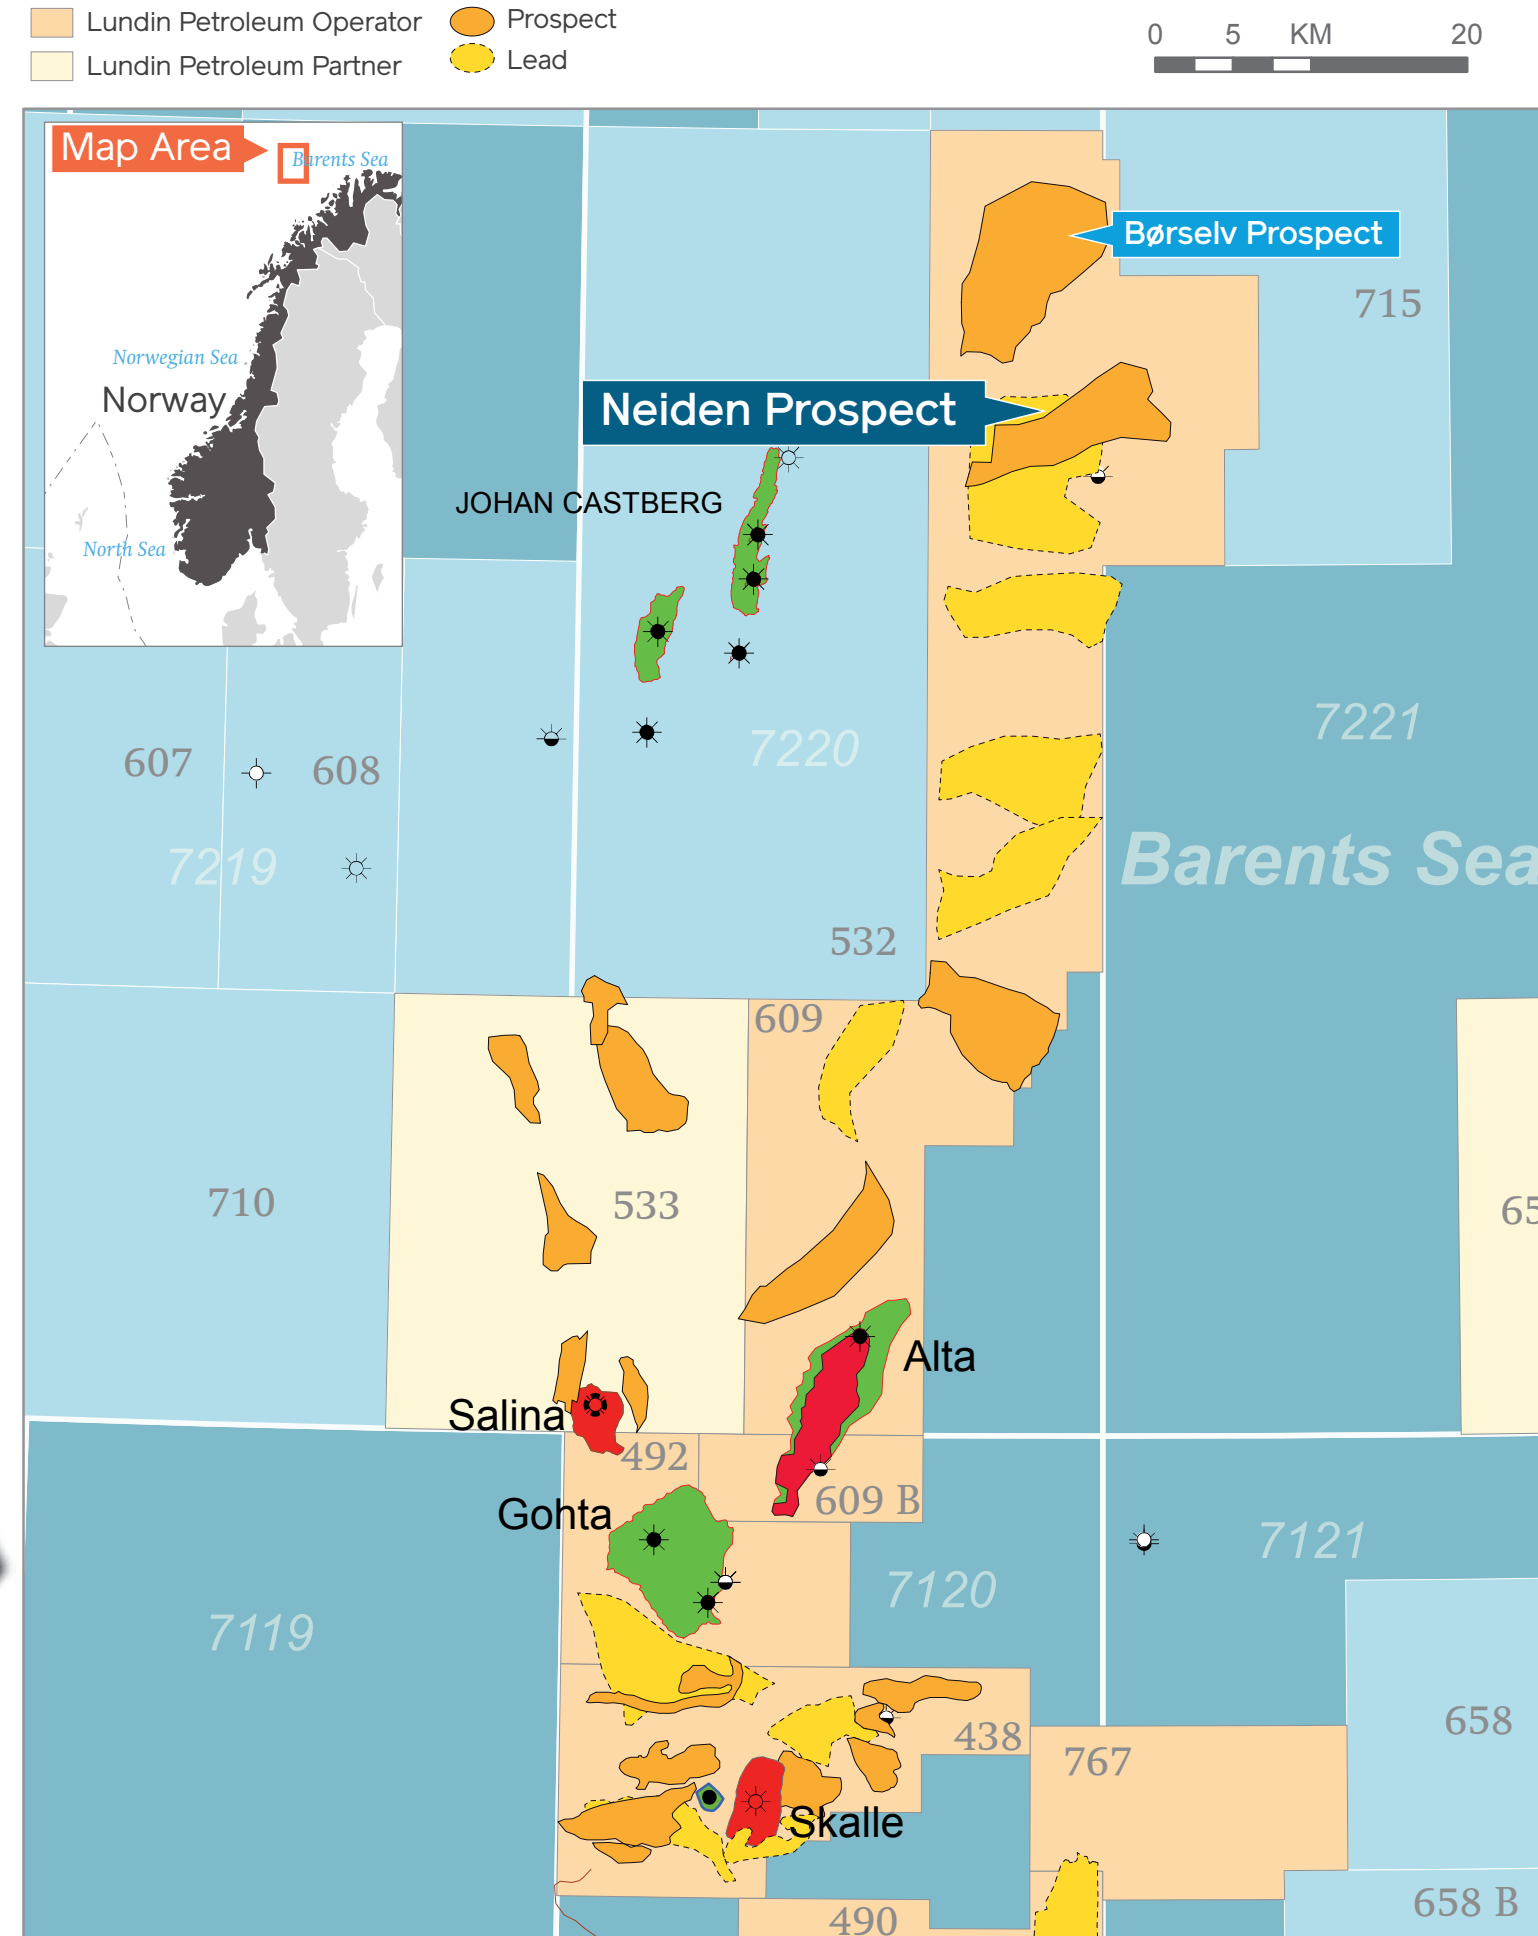 Lundin Petroleum Operator
Prospect
Lundin Petroleum Partner
Lead
0 5 KM 20
Map Area
Barents Sea
Norwegian Sea
Norway
North Sea
Børselv Prospect
715
Neiden Prospect
JOHAN CASTBERG
7220
7221
607
608
7219
Barents Sea
532
609
710
533
65
Alta
Salina
492
609 B
Gohta
7121
7120
7119
438
658
767
Skalle
658 B
490